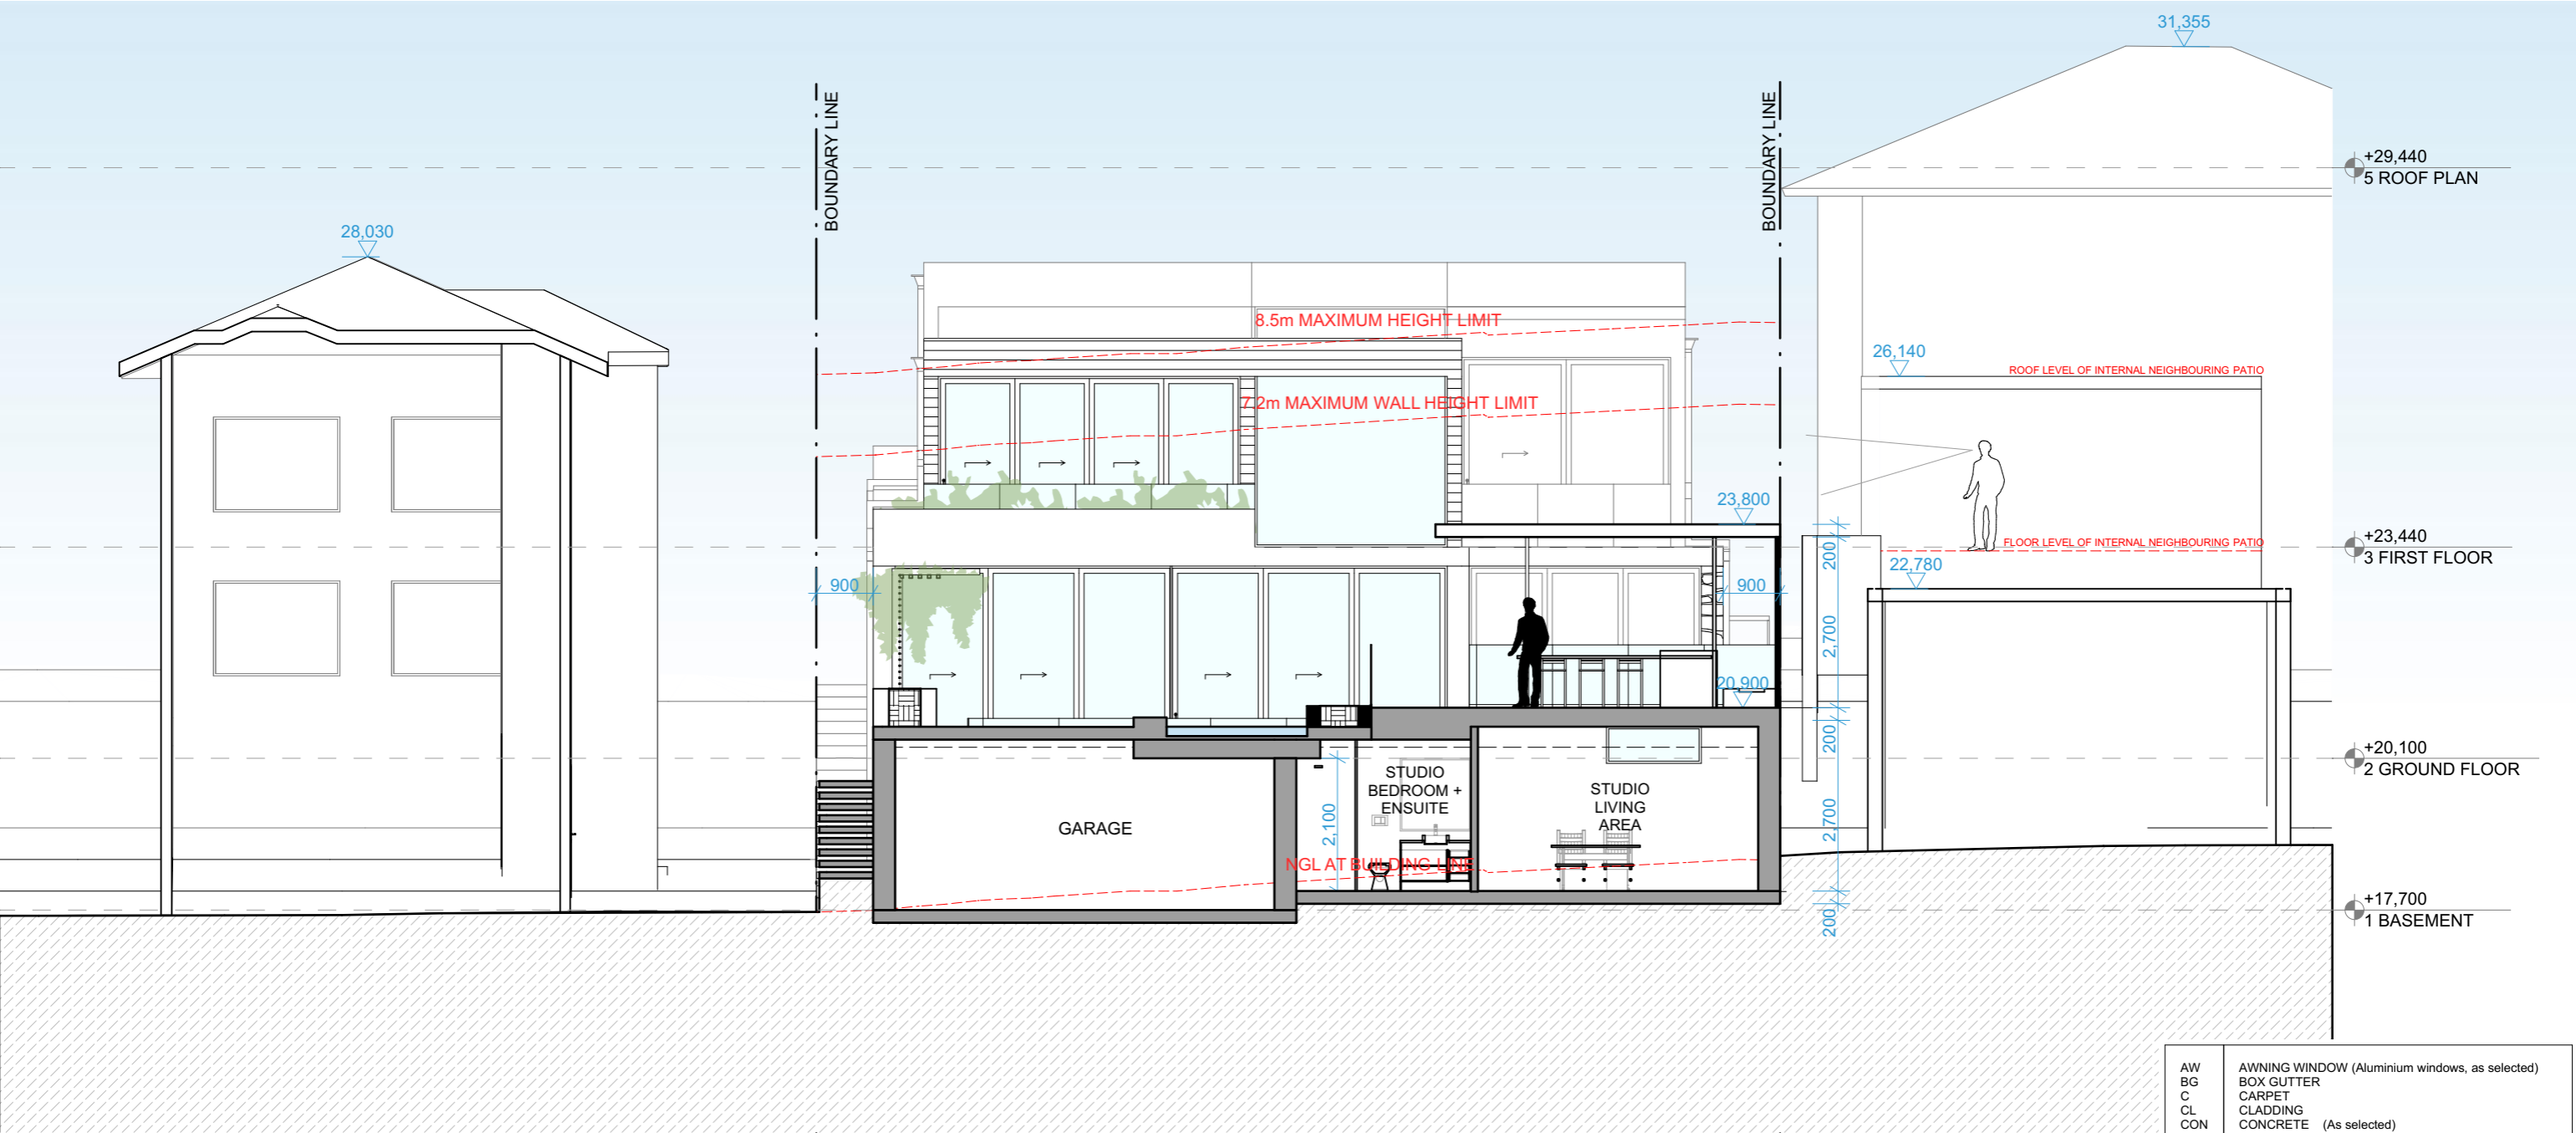 31,355
BOUNDARY LINE
BOUNDARY LINE
+29,440
5 ROOF PLAN
28,030
8.5m MAXIMUM HEIGHT LIMIT
26,140
ROOF LEVEL OF INTERNAL NEIGHBOURING PATIO
7.2m MAXIMUM WALL HEIGHT LIMIT
23,800
200
FLOOR LEVEL OF INTERNAL NEIGHBOURING PATIO
+23,440
3 FIRST FLOOR
22,780
900
900
2,700
20,900
200
+20,100
2 GROUND FLOOR
STUDIO
BEDROOM +
ENSUITE
STUDIO
LIVING
AREA
GARAGE
2,100
2,700
NGL AT BUILDING LINE
200
+17,700
1 BASEMENT
AW AWNING WINDOW (Aluminium windows, as selected)
BG BOX GUTTER
C CARPET
CL CLADDING
CON CONCRETE (As selected)